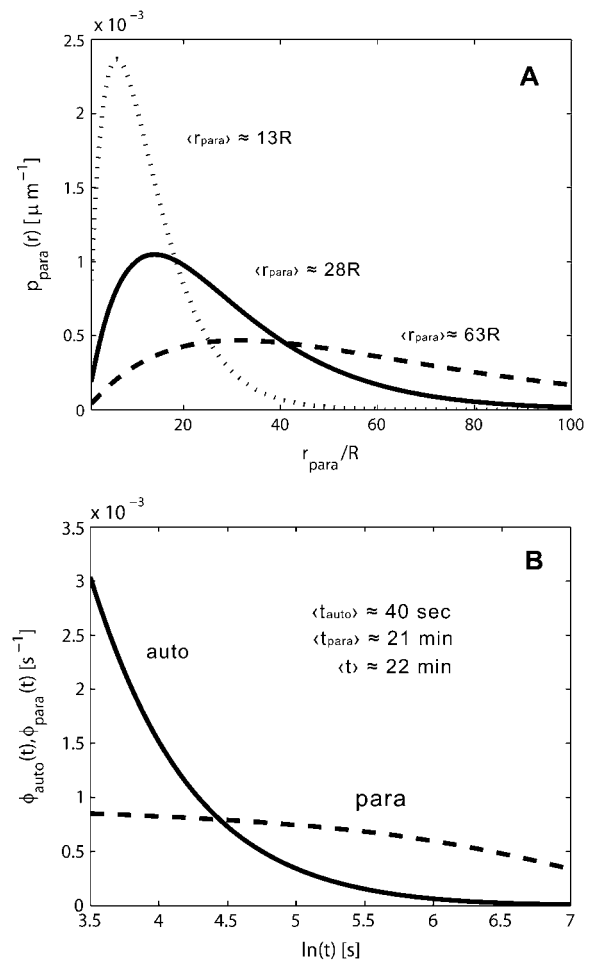 x 10⁻³
A
2.5
2
1.5
1
0.5
0
⟨r_para⟩ ≈ 13R
⟨r_para⟩ ≈ 28R
⟨r_para⟩ ≈ 63R
p_para(r) [ μ m⁻¹]
20 40 60 80 100
r_para/R
x 10⁻³
B
3.5
3
2.5
2
1.5
1
0.5
0
⟨t_auto⟩ ≈ 40 sec
⟨t_para⟩ ≈ 21 min
⟨t⟩ ≈ 22 min
auto
para
ϕ_auto(t),ϕ_para(t) [s⁻¹]
3.5 4 4.5 5 5.5 6 6.5 7
ln(t) [s]